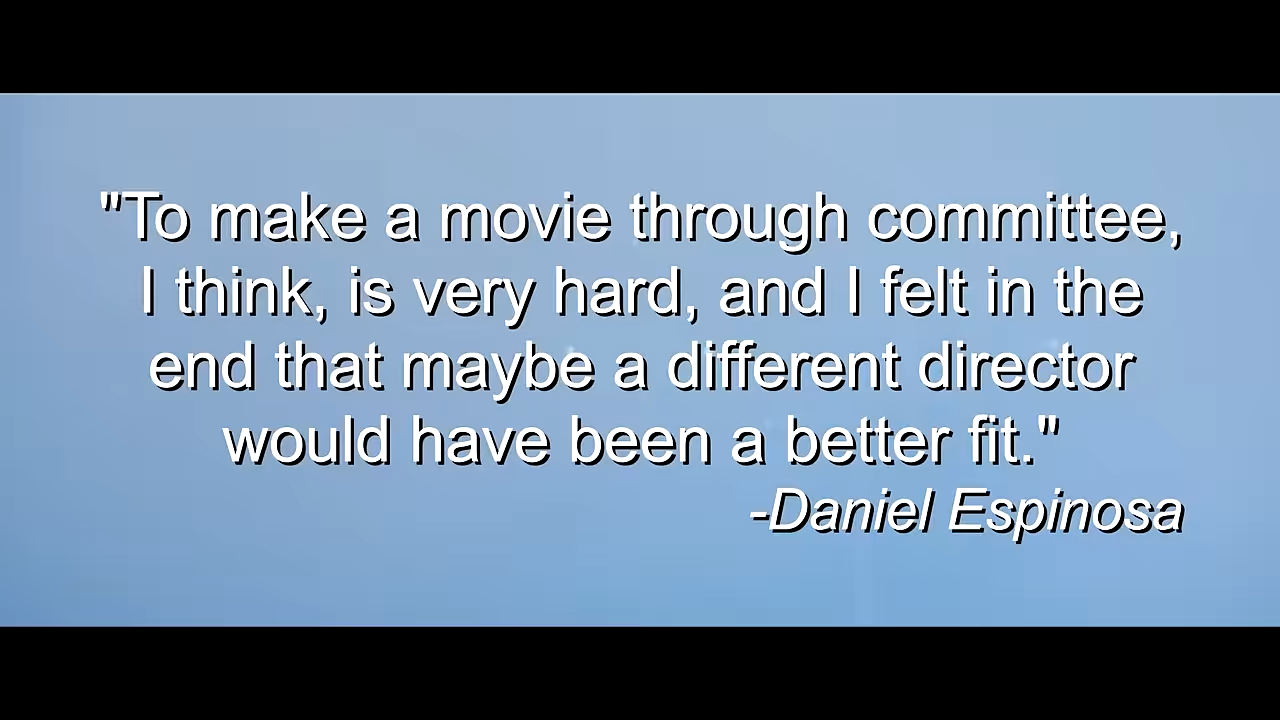 "To make a movie through committee,
I think, is very hard, and I felt in the
end that maybe a different director
would have been a better fit."
-Daniel Espinosa